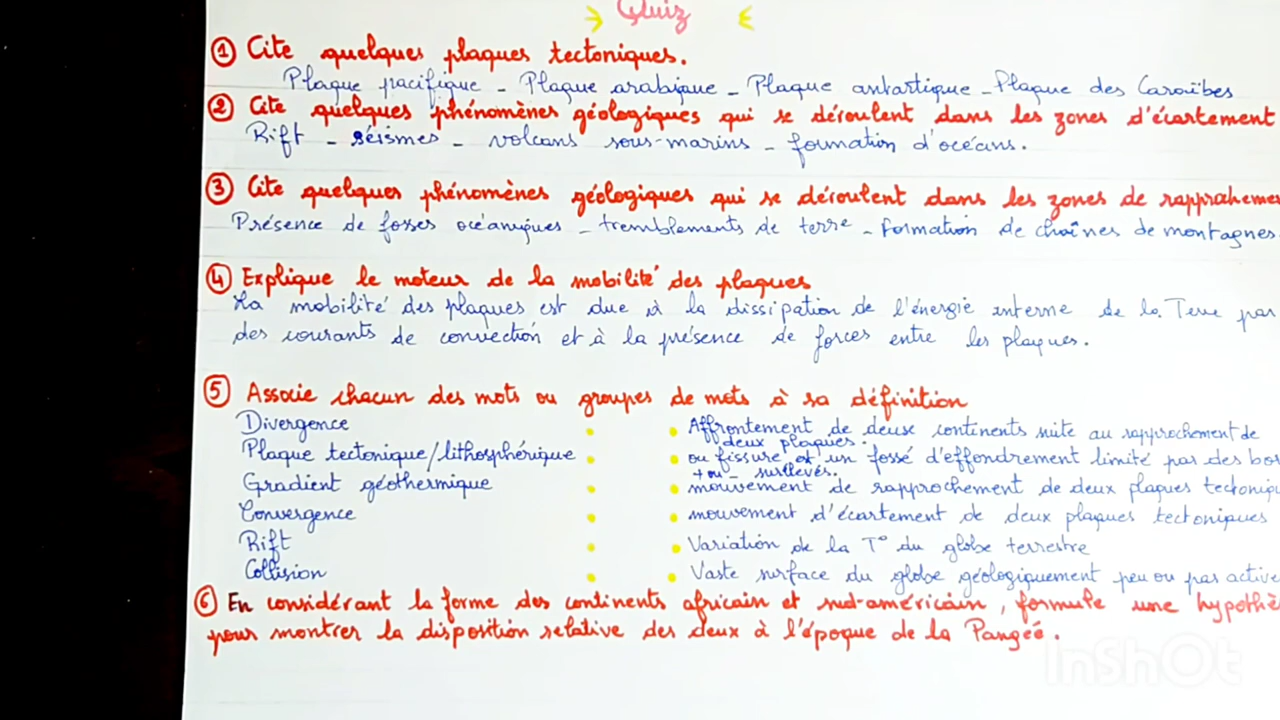 Quiz
① Cite quelques plaques tectoniques.
Plaque pacifique - Plaque arabique - Plaque antartique - Plaque des Caraïbes
② Cite quelques phénomènes géologiques qui se déroulent dans les zones d'écartement
Rift - séismes - volcans sous-marins - formation d'océans.
③ Cite quelques phénomènes géologiques qui se déroulent dans les zones de rapprochemen
Présence de fosses océaniques - tremblements de terre - formation de chaînes de montagnes.
④ Explique le moteur de la mobilité des plaques
La mobilité des plaques est due à la dissipation de l'énergie interne de la Terre par
des courants de convection et à la présence de forces entre les plaques.
⑤ Associe chacun des mots ou groupes de mots à sa définition
Divergence
Affrontement de deux continents suite au rapprochement de
deux plaques.
Plaque tectonique/lithosphérique
ou fissure et un fossé d'effondrement limité par des bor
+ou- surélevés.
Gradient géothermique
mouvement de rapprochement de deux plaques tectoniqu
Convergence
mouvement d'écartement de deux plaques tectoniques
Rift
Variation de la T° du globe terrestre
Collision
Vaste surface du globe géologiquement peu ou pas active
⑥ En considérant la forme des continents africain et sud-américain, formule une hypothè
pour montrer la disposition relative des deux à l'époque de la Pangeé.
InShOt